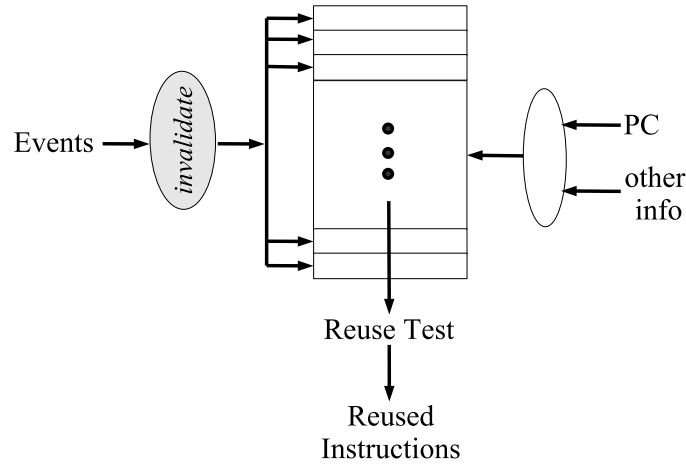 Events
invalidate
PC
other
info
Reuse Test
Reused
Instructions